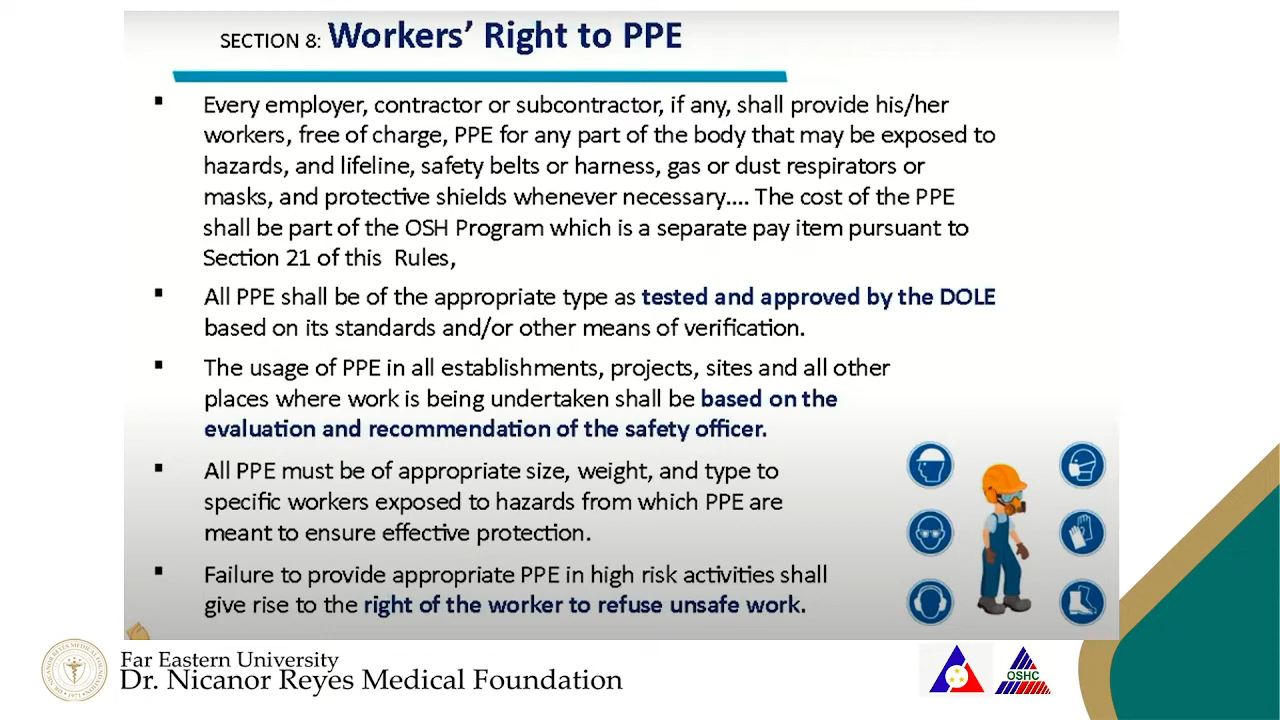 SECTION 8: Workers’ Right to PPE
▪ Every employer, contractor or subcontractor, if any, shall provide his/her
workers, free of charge, PPE for any part of the body that may be exposed to
hazards, and lifeline, safety belts or harness, gas or dust respirators or
masks, and protective shields whenever necessary.... The cost of the PPE
shall be part of the OSH Program which is a separate pay item pursuant to
Section 21 of this Rules,
▪ All PPE shall be of the appropriate type as tested and approved by the DOLE
based on its standards and/or other means of verification.
▪ The usage of PPE in all establishments, projects, sites and all other
places where work is being undertaken shall be based on the
evaluation and recommendation of the safety officer.
▪ All PPE must be of appropriate size, weight, and type to
specific workers exposed to hazards from which PPE are
meant to ensure effective protection.
▪ Failure to provide appropriate PPE in high risk activities shall
give rise to the right of the worker to refuse unsafe work.
Far Eastern University
Dr. Nicanor Reyes Medical Foundation
OSHC